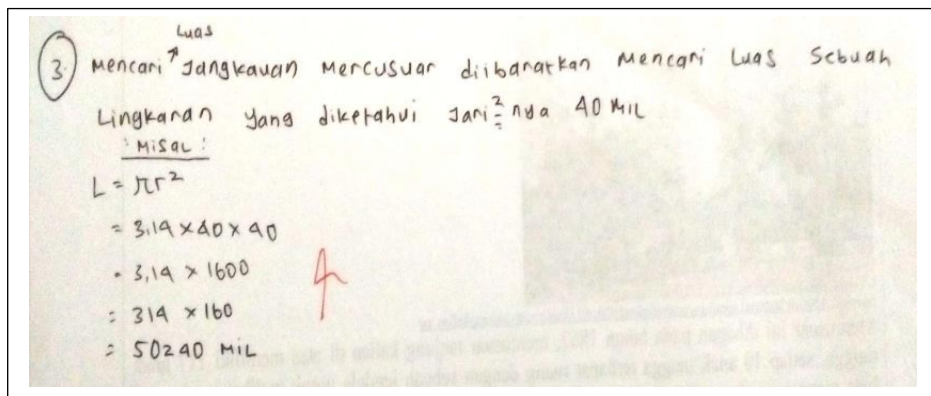 3. Mencari Luas Jangkauan Mercusuar diibaratkan Mencari Luas Sebuah
Lingkaran yang diketahui Jari²nya 40 MIL
Misal :
L = πr²
= 3,14 × 40 × 40
= 3,14 × 1600
= 314 × 160
= 50240 MIL
4